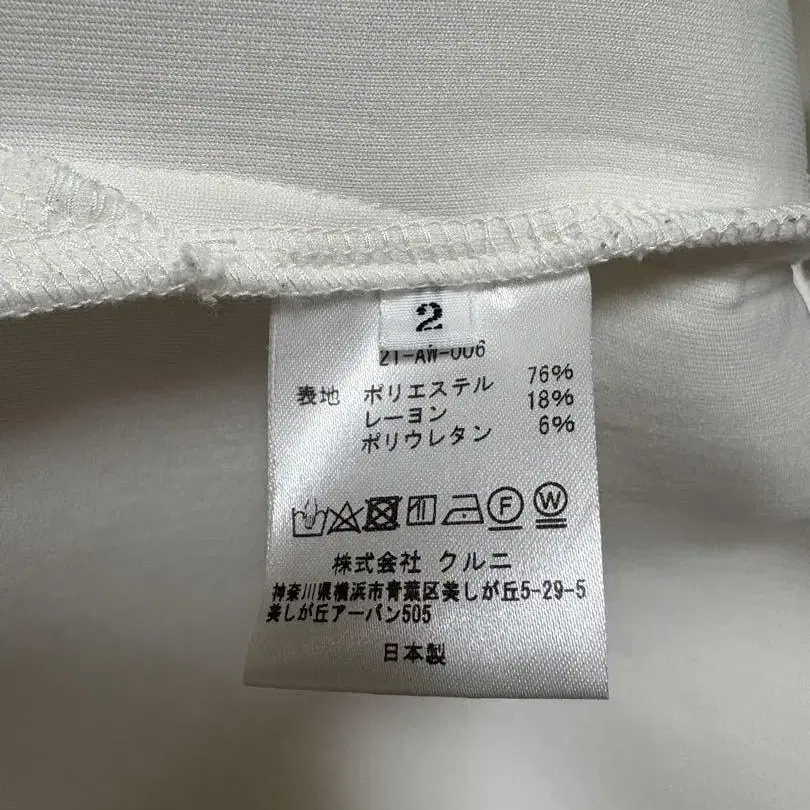 2
21-AW-006
表地 ポリエステル 76%
レーヨン 18%
ポリウレタン 6%
F W
株式会社 クルニ
神奈川県横浜市青葉区美しが丘5-29-5
美しが丘アーバン505
日本製